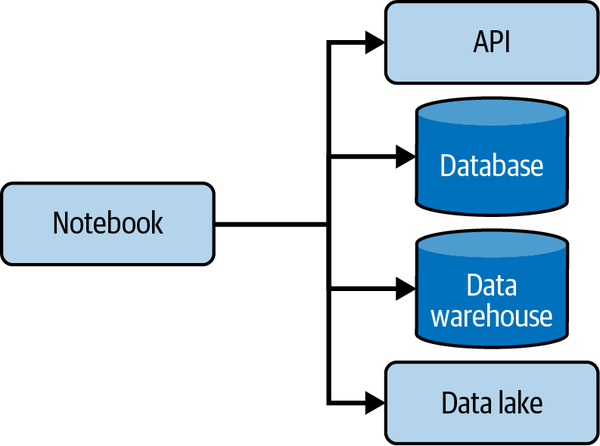 API
Database
Notebook
Data
warehouse
Data lake